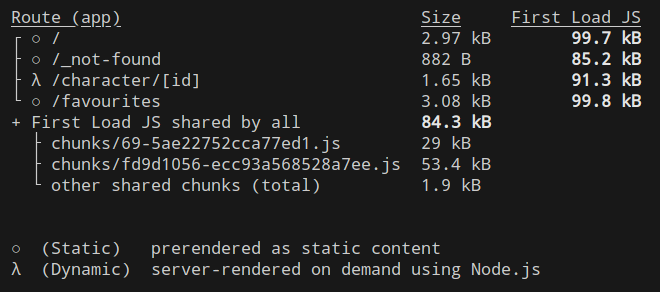 Route (app)                              Size     First Load JS
┌ ○ /                                    2.97 kB        99.7 kB
├ ○ /_not-found                          882 B          85.2 kB
├ λ /character/[id]                      1.65 kB        91.3 kB
└ ○ /favourites                          3.08 kB        99.8 kB
+ First Load JS shared by all            84.3 kB
  ├ chunks/69-5ae22752cca77ed1.js        29 kB
  ├ chunks/fd9d1056-ecc93a568528a7ee.js  53.4 kB
  └ other shared chunks (total)          1.9 kB
○  (Static)   prerendered as static content
λ  (Dynamic)  server-rendered on demand using Node.js